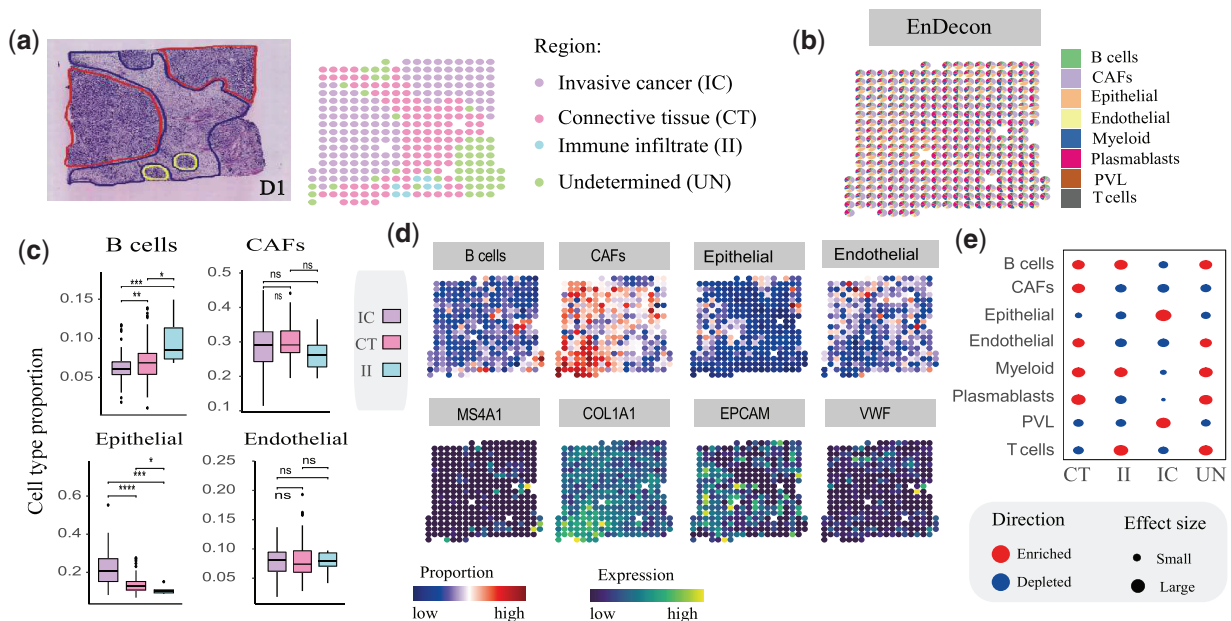 (a)
D1
Region:
Invasive cancer (IC)
Connective tissue (CT)
Immune infiltrate (II)
Undetermined (UN)
(b)
EnDecon
B cells
CAFs
Epithelial
Endothelial
Myeloid
Plasmablasts
PVL
T cells
(c)
Cell type proportion
B cells
0.15
0.10
0.05
***
*
**
CAFs
0.5
0.4
0.3
0.2
0.1
ns
ns
ns
IC
CT
II
Epithelial
0.6
0.2
*
***
****
Endothelial
0.25
0.20
0.15
0.10
0.05
ns
ns
ns
(d)
B cells
CAFs
Epithelial
Endothelial
MS4A1
COL1A1
EPCAM
VWF
Proportion
low high
Expression
low high
(e)
B cells
CAFs
Epithelial
Endothelial
Myeloid
Plasmablasts
PVL
T cells
CT II IC UN
Direction
Enriched
Depleted
Effect size
Small
Large